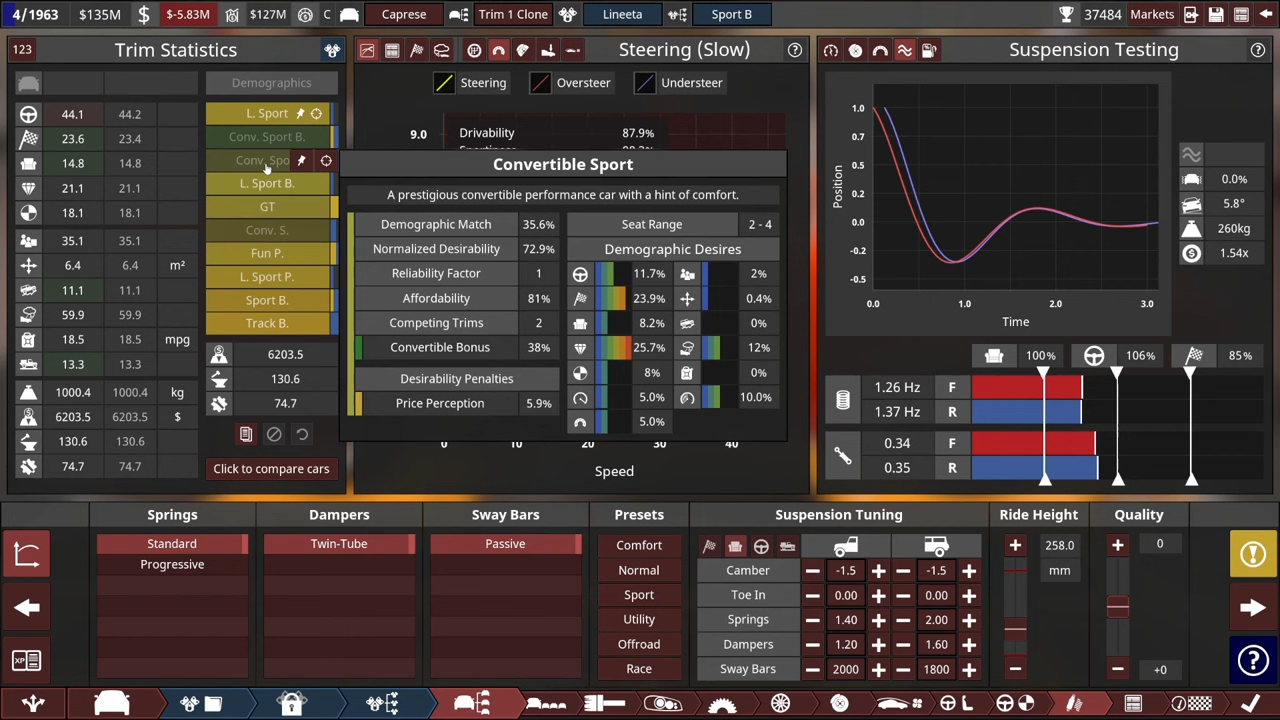 4/1963 $135M $ $-5.83M $127M C Caprese Trim 1 Clone Lineeta Sport B 37484 Markets
123 Trim Statistics
Demographics
44.1 44.2
23.6 23.4
14.8 14.8
21.1 21.1
18.1 18.1
35.1 35.1
6.4 6.4 m²
11.1 11.1
59.9 59.9
18.5 18.5 mpg
13.3 13.3
1000.4 1000.4 kg
6203.5 6203.5 $
130.6 130.6
74.7 74.7
L. Sport
Conv. Sport B.
Conv. Spo
L. Sport B.
GT
Conv. S.
Fun P.
L. Sport P.
Sport B.
Track B.
6203.5
130.6
74.7
Click to compare cars
Steering (Slow) ?
Steering Oversteer Understeer
9.0
Drivability 87.9%
0 10 20 30 40
Speed
Convertible Sport
A prestigious convertible performance car with a hint of comfort.
Demographic Match 35.6%
Normalized Desirability 72.9%
Reliability Factor 1
Affordability 81%
Competing Trims 2
Convertible Bonus 38%
Desirability Penalties
Price Perception 5.9%
Seat Range 2 - 4
Demographic Desires
11.7% 2%
23.9% 0.4%
8.2% 0%
25.7% 12%
8% 0%
5.0% 10.0%
5.0%
Suspension Testing ?
Position
1.0
0.7
0.5
0.2
0.0
-0.2
-0.5
0.0 1.0 2.0 3.0
Time
0.0%
5.8°
260kg
1.54x
100% 106% 85%
1.26 Hz F
1.37 Hz R
0.34 F
0.35 R
Springs Dampers Sway Bars Presets Suspension Tuning Ride Height Quality
Standard Twin-Tube Passive
Progressive
Comfort
Normal
Sport
Utility
Offroad
Race
Camber − -1.5 + − -1.5 +
Toe In − 0.00 + − 0.00 +
Springs − 1.40 + − 2.00 +
Dampers − 1.20 + − 1.60 +
Sway Bars − 2000 + − 1800 +
+ 258.0
mm
−
+ 0
− +0
XP
!
?